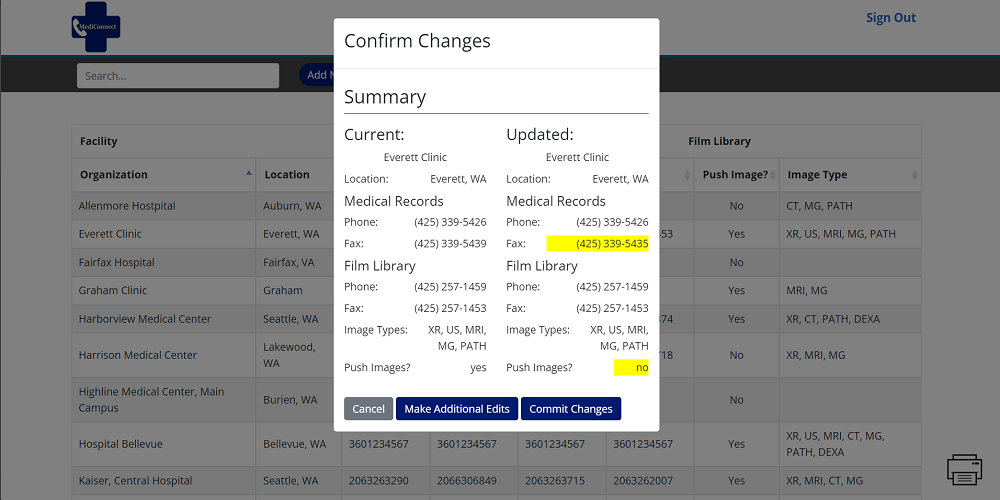 MediConnect
Sign Out
Search...
Add N
Confirm Changes
Summary
Current: Updated:
Everett Clinic Everett Clinic
Location: Everett, WA Location: Everett, WA
Medical Records Medical Records
Phone: (425) 339-5426 Phone: (425) 339-5426
Fax: (425) 339-5439 Fax: (425) 339-5435
Film Library Film Library
Phone: (425) 257-1459 Phone: (425) 257-1459
Fax: (425) 257-1453 Fax: (425) 257-1453
Image Types: XR, US, MRI, Image Types: XR, US, MRI,
MG, PATH MG, PATH
Push Images? yes Push Images? no
Cancel Make Additional Edits Commit Changes
Facility Film Library
Organization Location Push Image? Image Type
Allenmore Hostpital Auburn, WA No CT, MG, PATH
Everett Clinic Everett, WA 53 Yes XR, US, MRI, MG, PATH
Fairfax Hospital Fairfax, VA No
Graham Clinic Graham Yes MRI, MG
Harborview Medical Center Seattle, WA 74 Yes XR, CT, PATH, DEXA
Harrison Medical Center Lakewood, 718 No XR, MRI, MG
WA
Highline Medical Center, Main Burien, WA No
Campus
Hospital Bellevue Bellevue, WA 3601234567 3601234567 3601234567 3601234567 Yes XR, US, MRI, CT, MG,
PATH, DEXA
Kaiser, Central Hospital Seattle, WA 2063263290 2066306849 2063263715 2063262007 Yes XR, MRI, CT, MG